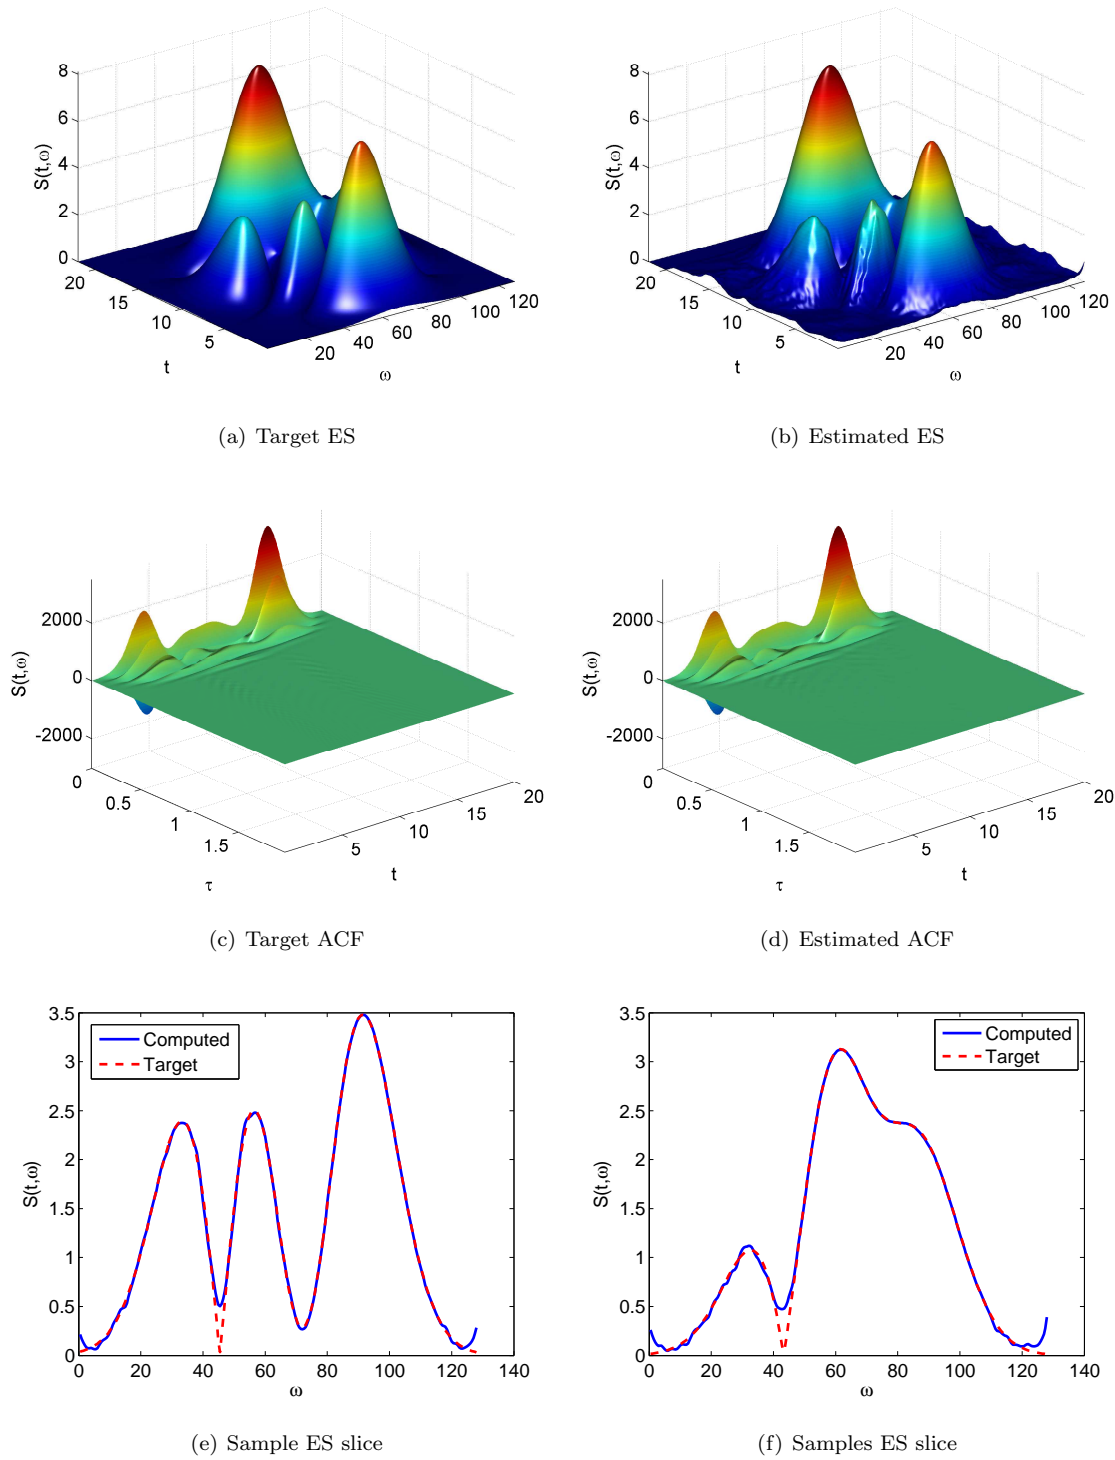 8
6
4
2
0
S(t,ω)
20
15
10
5
t
20
40
60
80
100
120
ω
(a) Target ES
8
6
4
2
0
S(t,ω)
20
15
10
5
t
20
40
60
80
100
120
ω
(b) Estimated ES
2000
0
-2000
S(t,ω)
0
0.5
1
1.5
τ
5
10
15
20
t
(c) Target ACF
2000
0
-2000
S(t,ω)
0
0.5
1
1.5
τ
5
10
15
20
t
(d) Estimated ACF
3.5
3
2.5
2
1.5
1
0.5
0
S(t,ω)
Computed
Target
0 20 40 60 80 100 120 140
ω
(e) Sample ES slice
3.5
3
2.5
2
1.5
1
0.5
0
S(t,ω)
Computed
Target
0 20 40 60 80 100 120 140
ω
(f) Samples ES slice